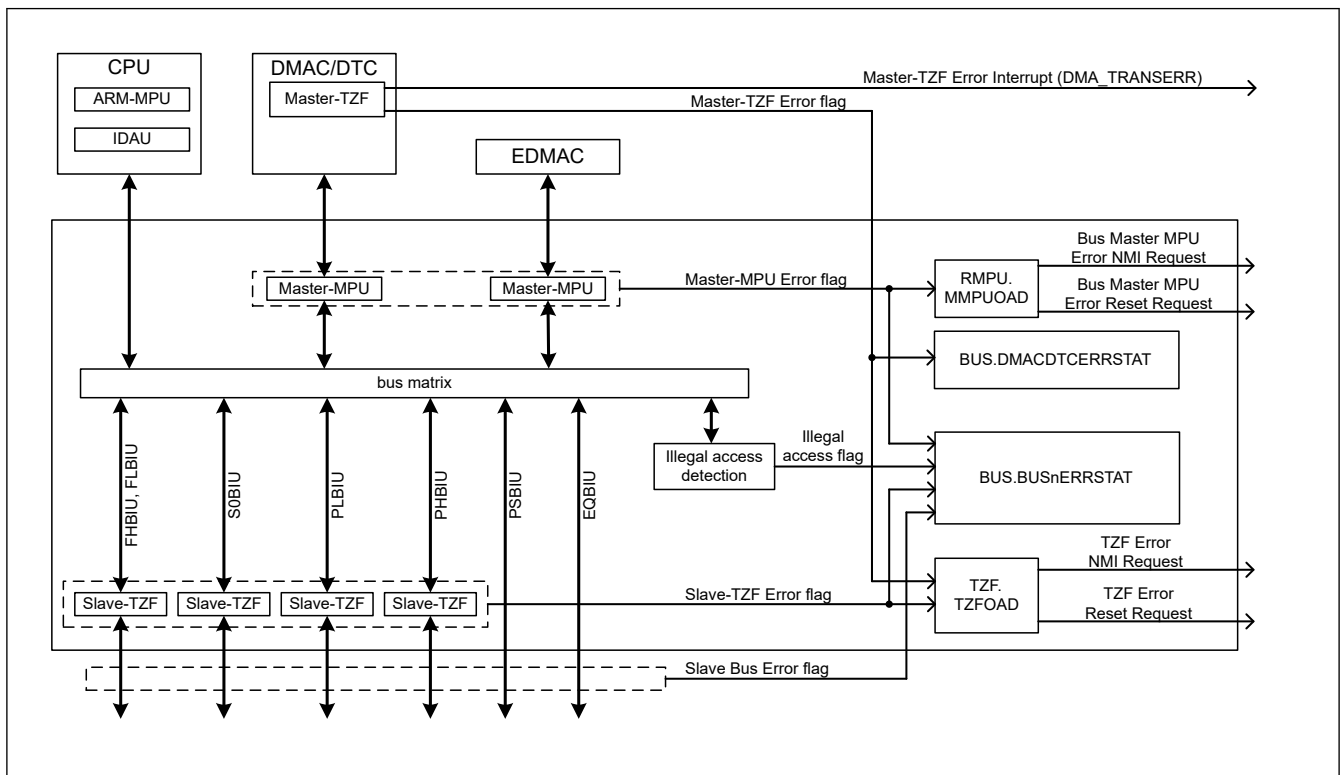 CPU
ARM-MPU
IDAU
DMAC/DTC
Master-TZF
EDMAC
Master-TZF Error Interrupt (DMA_TRANSERR)
Master-TZF Error flag
Master-MPU
Master-MPU
Master-MPU Error flag
RMPU.
MMPUOAD
Bus Master MPU
Error NMI Request
Bus Master MPU
Error Reset Request
BUS.DMACDTCERRSTAT
bus matrix
FHBIU, FLBIU
S0BIU
PLBIU
PHBIU
PSBIU
EQBIU
Illegal access
detection
Illegal
access flag
BUS.BUSnERRSTAT
Slave-TZF
Slave-TZF
Slave-TZF
Slave-TZF
Slave-TZF Error flag
TZF.
TZFOAD
TZF Error
NMI Request
TZF Error
Reset Request
Slave Bus Error flag